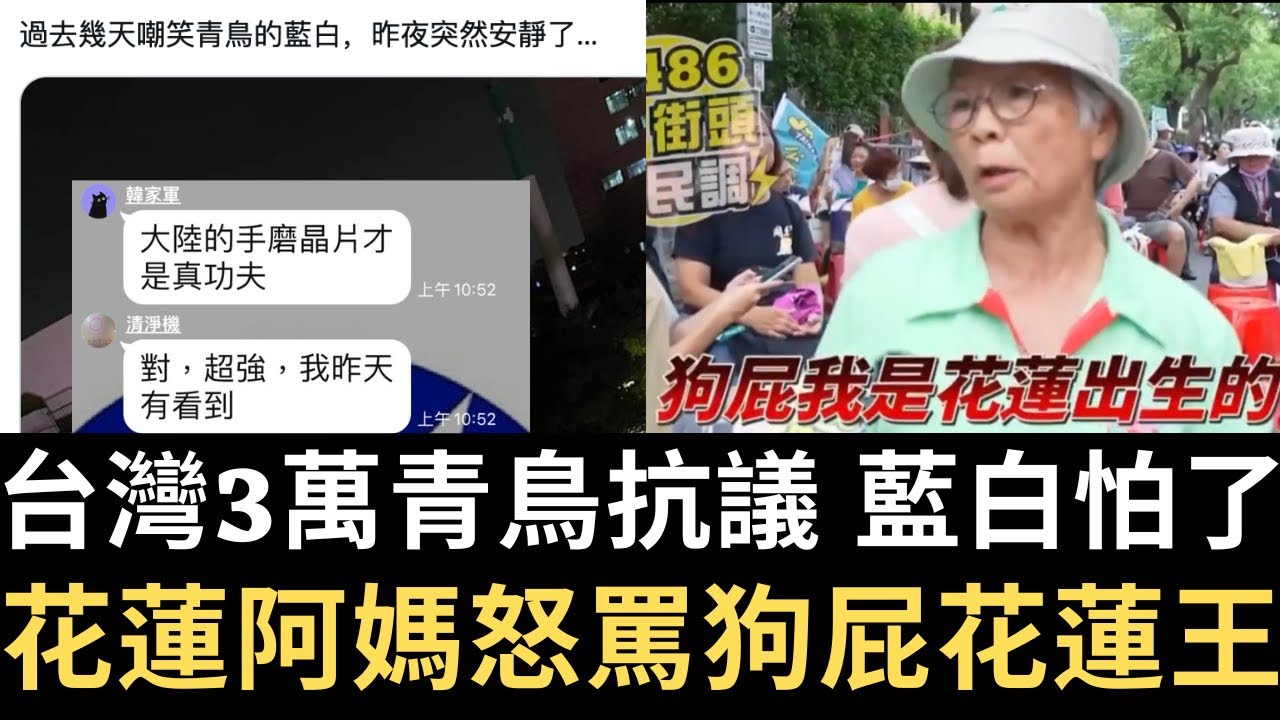 過去幾天嘲笑青鳥的藍白，昨夜突然安靜了...
韓家軍
大陸的手磨晶片才
是真功夫
上午 10:52
清淨機
對，超強，我昨天
有看到
上午 10:52
486
街頭
民調
狗屁我是花蓮出生的
台灣3萬青鳥抗議 藍白怕了
花蓮阿媽怒罵狗屁花蓮王